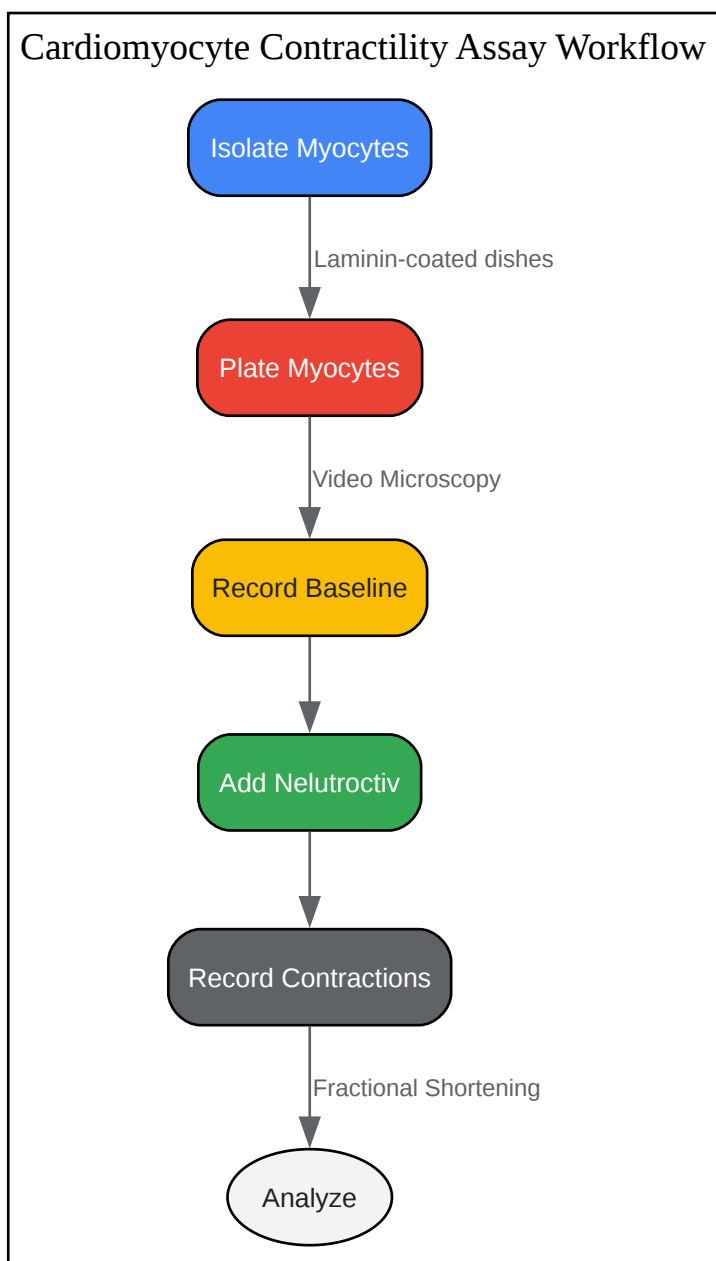 Cardiomyocyte Contractility Assay Workflow
Isolate Myocytes
Laminin-coated dishes
Plate Myocytes
Video Microscopy
Record Baseline
Add Nelutroctiv
Record Contractions
Fractional Shortening
Analyze